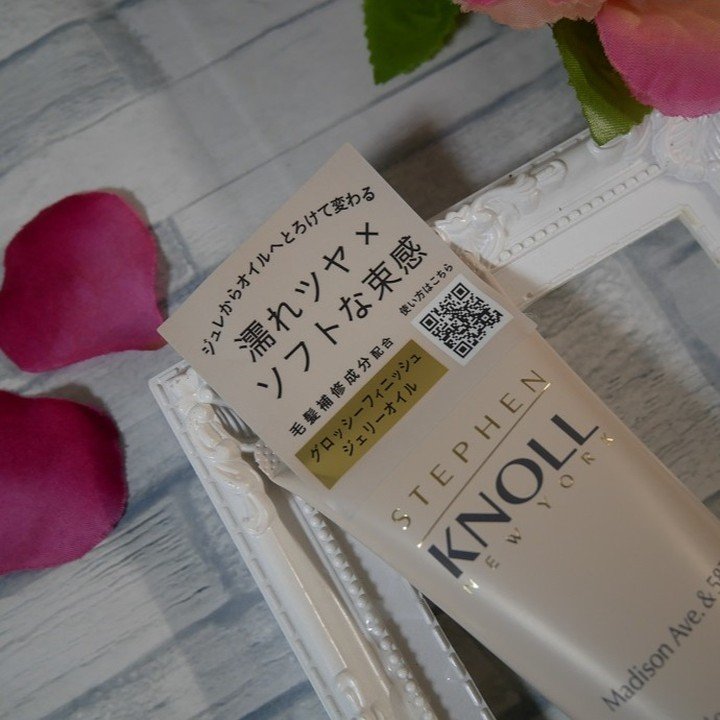 ジュレからオイルへとろけて変わる
濡れツヤ×
ソフトな束感
使い方はこちら
毛髪補修成分配合
グロッシーフィニッシュ
ジェリーオイル
STEPHEN
KNOLL
NEW YORK
Madison Ave. &